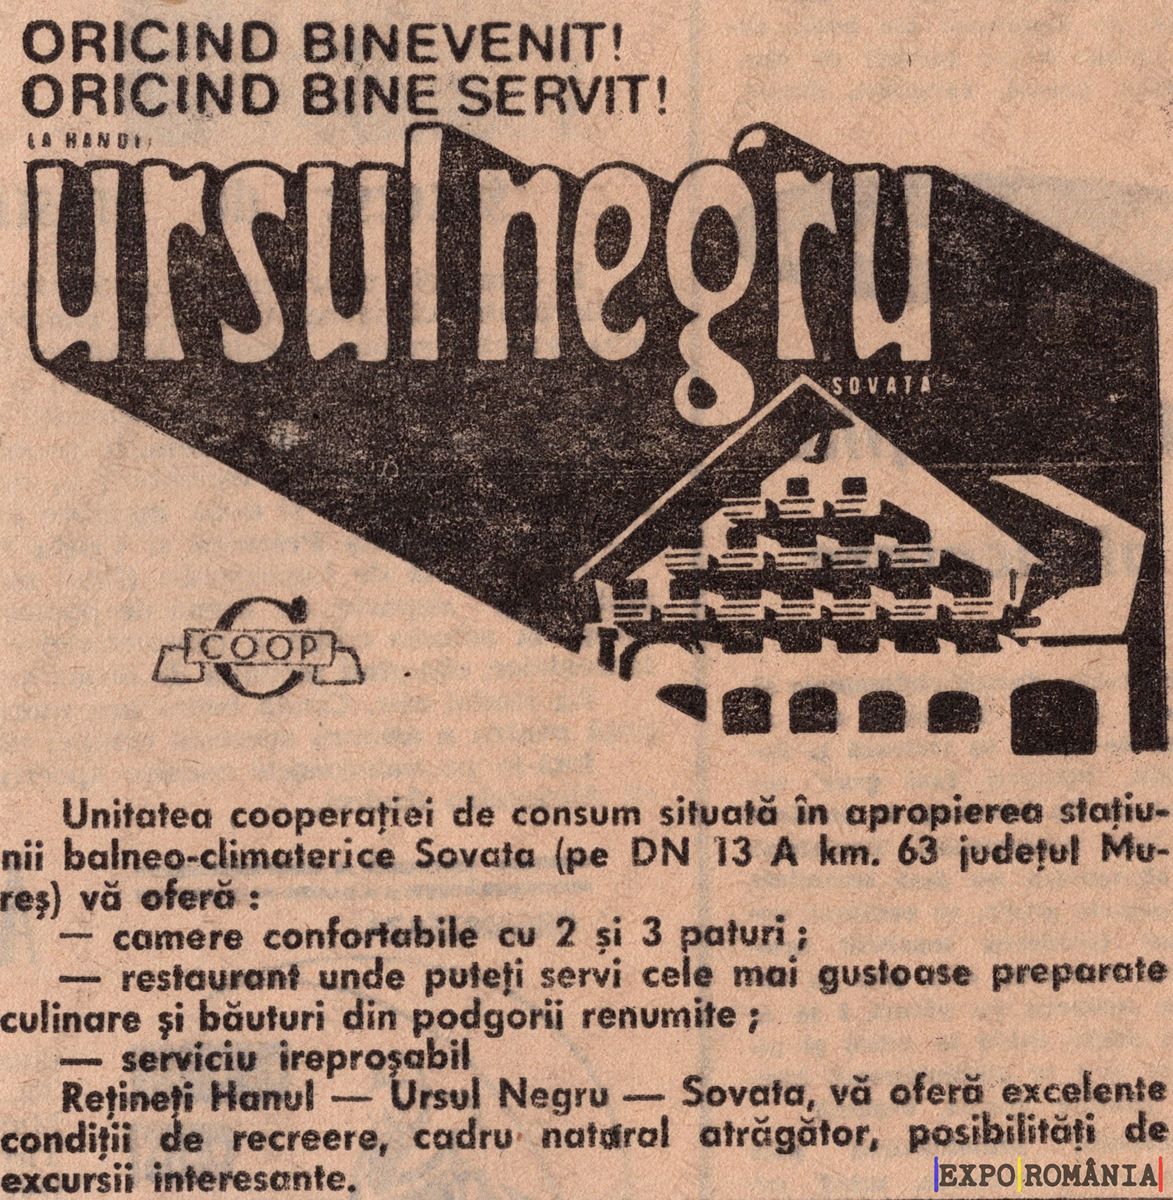 ORICIND BINEVENIT!
ORICIND BINE SERVIT!
LA HANUL
ursul negru
SOVATA
COOP
Unitatea cooperației de consum situată în apropierea stațiu-
nii balneo-climaterice Sovata (pe DN 13 A km. 63 județul Mu-
reș) vă oferă :
— camere confortabile cu 2 și 3 paturi ;
— restaurant unde puteți servi cele mai gustoase preparate
culinare și băuturi din podgorii renumite ;
— serviciu ireproșabil
Rețineți Hanul — Ursul Negru — Sovata, vă oferă excelente
condiții de recreere, cadru natural atrăgător, posibilități de
excursii interesante.
EXPO ROMÂNIA